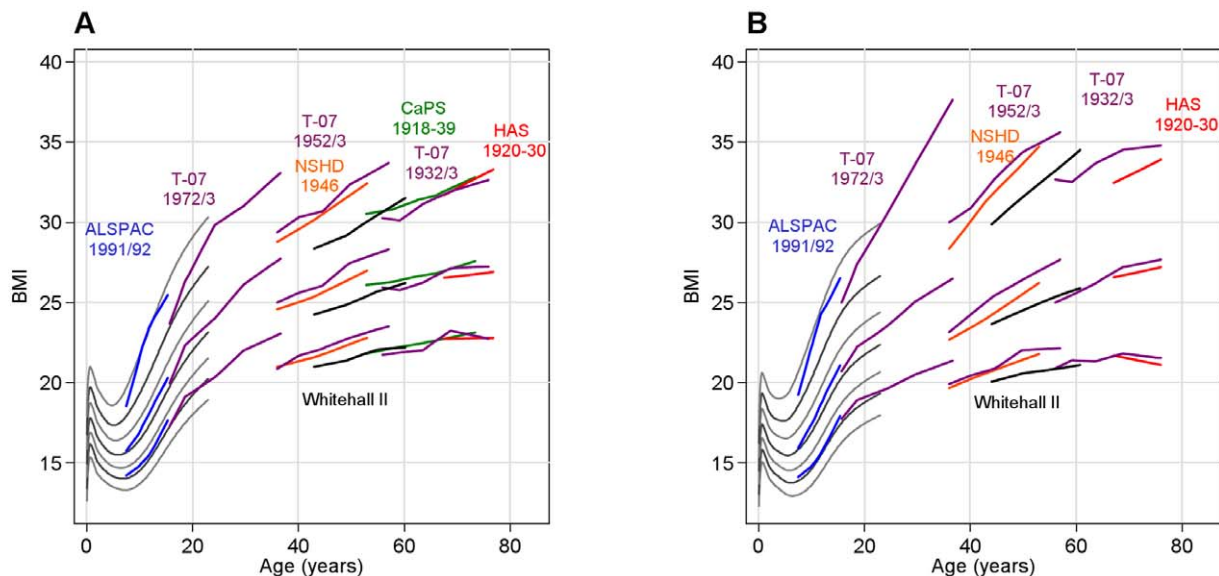 A
40
35
30
25
20
15
BMI
0
20
40
60
80
Age (years)
ALSPAC
1991/92
T-07
1972/3
T-07
1952/3
NSHD
1946
CaPS
1918-39
T-07
1932/3
HAS
1920-30
Whitehall II
B
40
35
30
25
20
15
BMI
0
20
40
60
80
Age (years)
ALSPAC
1991/92
T-07
1972/3
T-07
1952/3
NSHD
1946
T-07
1932/3
HAS
1920-30
Whitehall II